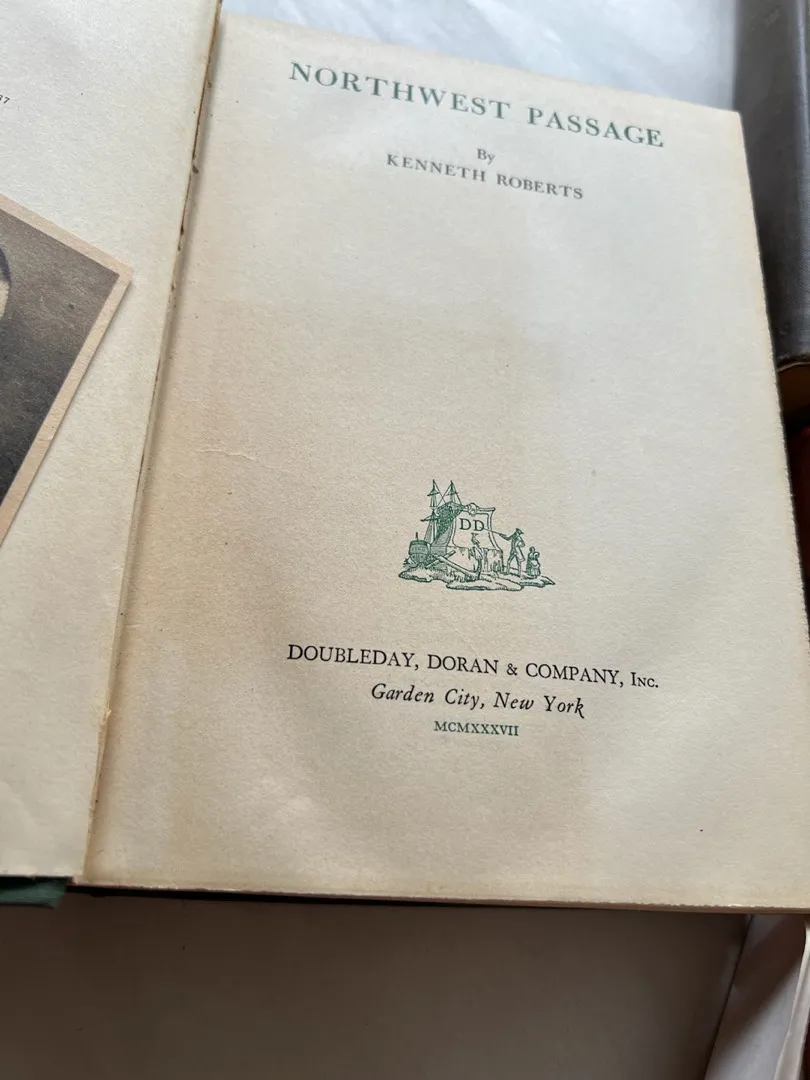 NORTHWEST PASSAGE
By
KENNETH ROBERTS
DD
DOUBLEDAY, DORAN & COMPANY, INC.
Garden City, New York
MCMXXXVII